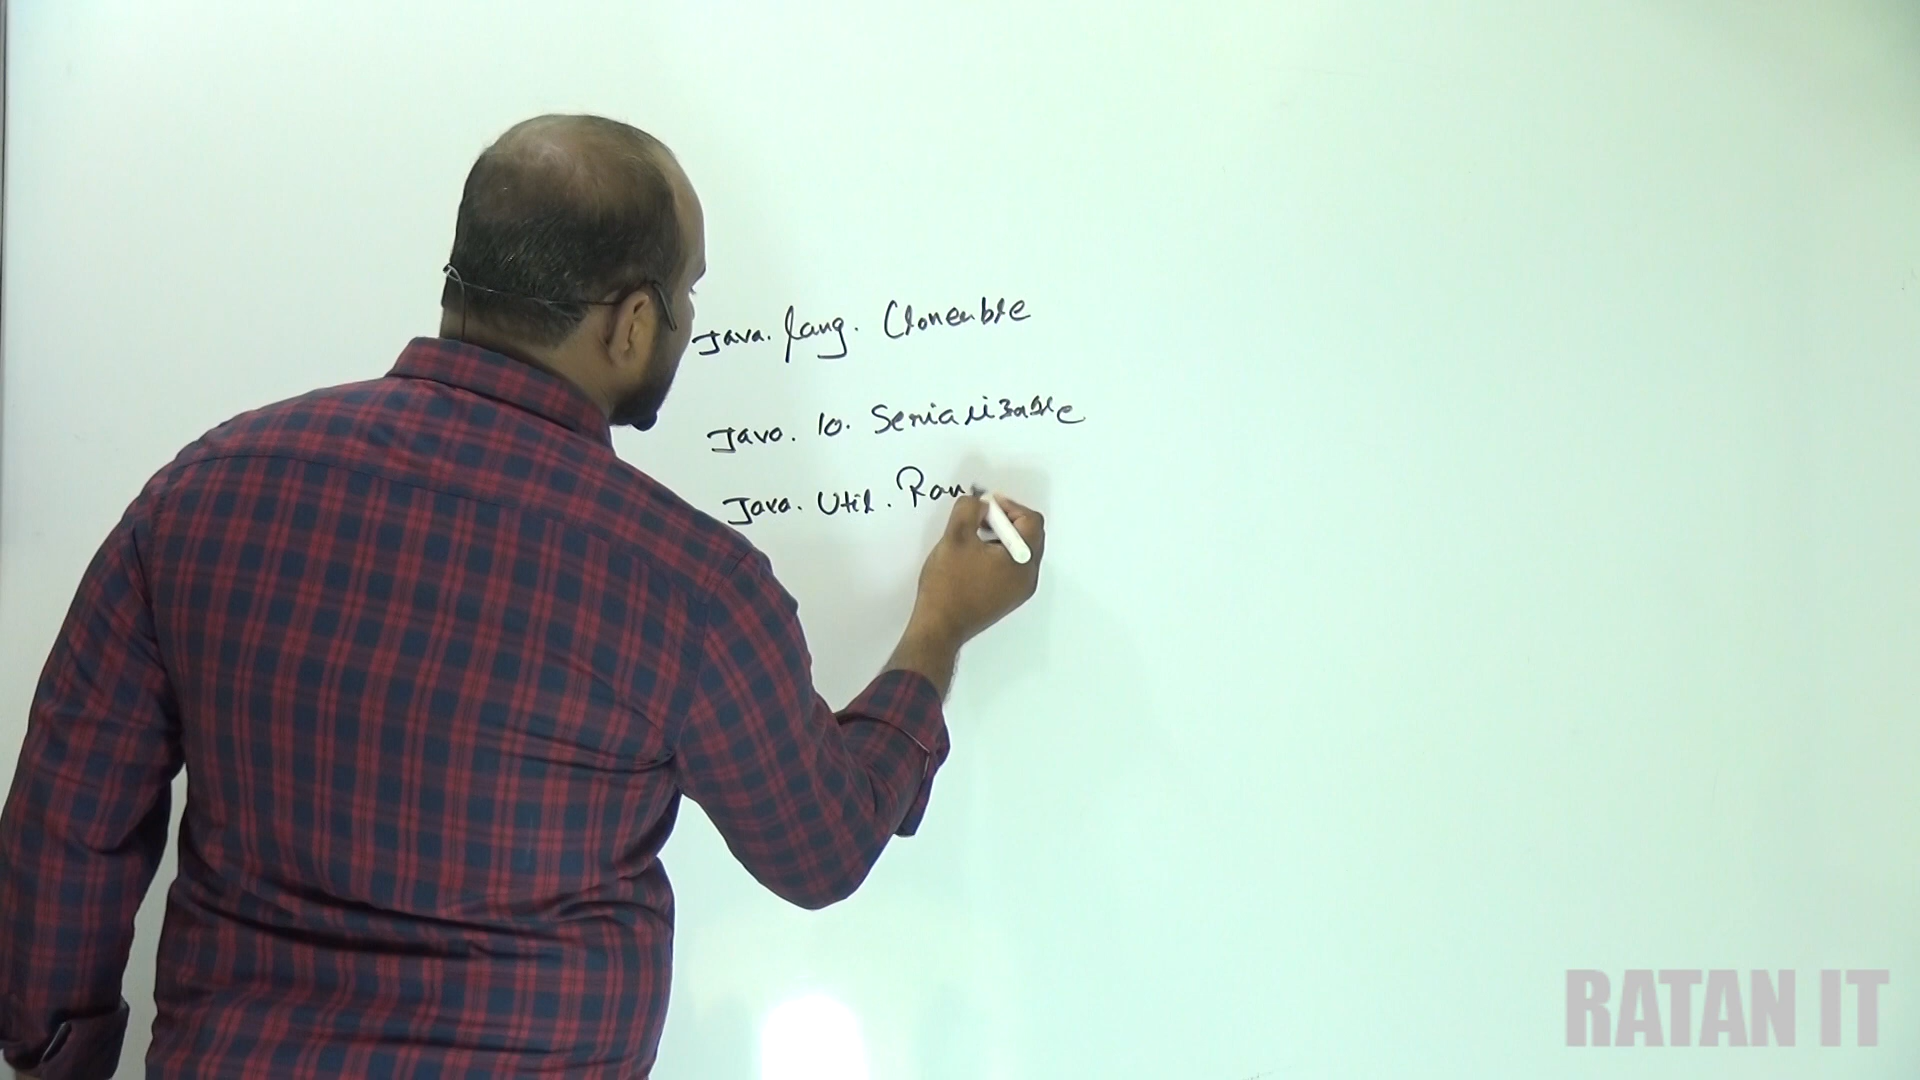 Java. lang. Cloneable
Java. io. Serializable
Java. Util. Ran
RATAN IT